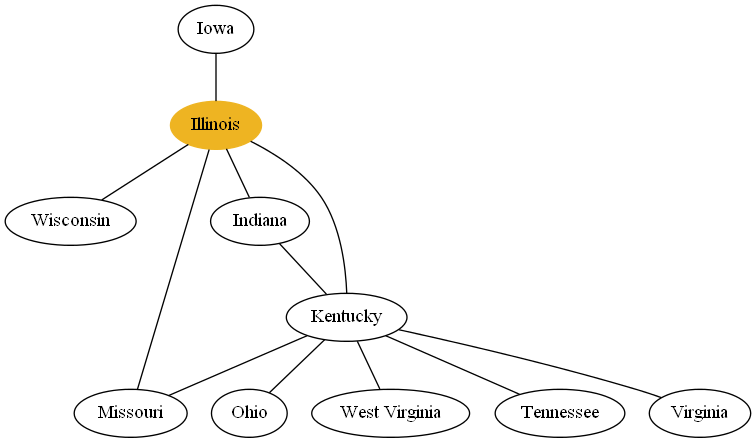 Iowa
Illinois
Wisconsin
Indiana
Kentucky
Missouri
Ohio
West Virginia
Tennessee
Virginia